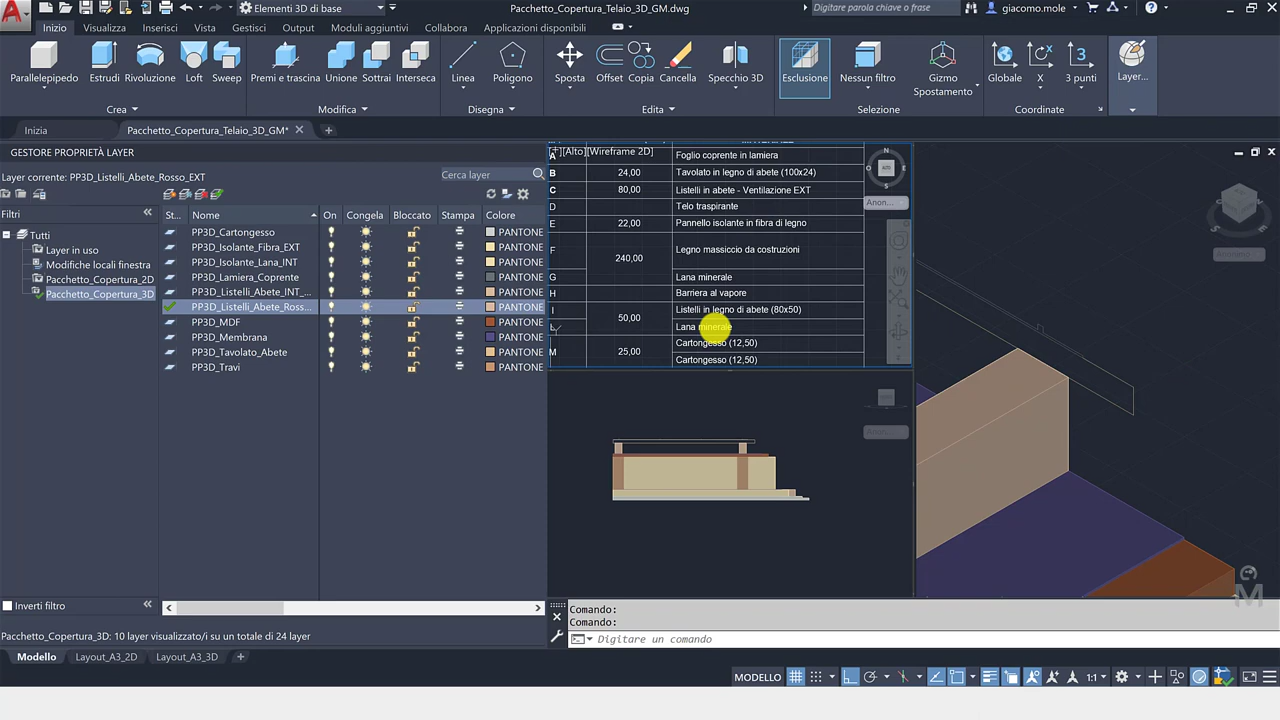 Elementi 3D di base
Pacchetto_Copertura_Telaio_3D_GM.dwg
Digitare parola chiave o frase
giacomo.mole
Inizio Visualizza Inserisci Vista Gestisci Output Moduli aggiuntivi Collabora Applicazioni disponibili
Parallelepipedo Estrudi Rivoluzione Loft Sweep Premi e trascina Unione Sottrai Interseca Linea Poligono Sposta Offset Copia Cancella Specchio 3D Esclusione Nessun filtro Gizmo Spostamento Globale X 3 punti Layer...
Crea Modifica Disegna Edita Selezione Coordinate
Inizia Pacchetto_Copertura_Telaio_3D_GM*
GESTORE PROPRIETÀ LAYER
Layer corrente: PP3D_Listelli_Abete_Rosso_EXT
Cerca layer
Filtri
Tutti
Layer in uso
Modifiche locali finestra
Pacchetto_Copertura_2D
Pacchetto_Copertura_3D
St... Nome On Congela Bloccato Stampa Colore
PP3D_Cartongesso PANTONE
PP3D_Isolante_Fibra_EXT PANTONE
PP3D_Isolante_Lana_INT PANTONE
PP3D_Lamiera_Coprente PANTONE
PP3D_Listelli_Abete_INT_... PANTONE
PP3D_Listelli_Abete_Rosso... PANTONE
PP3D_MDF PANTONE
PP3D_Membrana PANTONE
PP3D_Tavolato_Abete PANTONE
PP3D_Travi PANTONE
Inverti filtro
Pacchetto_Copertura_3D: 10 layer visualizzato/i su un totale di 24 layer
[+][Alto][Wireframe 2D]
A Foglio coprente in lamiera
B 24,00 Tavolato in legno di abete (100x24)
C 80,00 Listelli in abete - Ventilazione EXT
D Telo traspirante
E 22,00 Pannello isolante in fibra di legno
F 240,00 Legno massiccio da costruzioni
G Lana minerale
H Barriera al vapore
I 50,00 Listelli in legno di abete (80x50)
L Lana minerale
M 25,00 Cartongesso (12,50)
Cartongesso (12,50)
N
ALTO
Anon...
Anon...
Anonimo
Comando:
Comando:
Digitare un comando
Modello Layout_A3_2D Layout_A3_3D
MODELLO 1:1